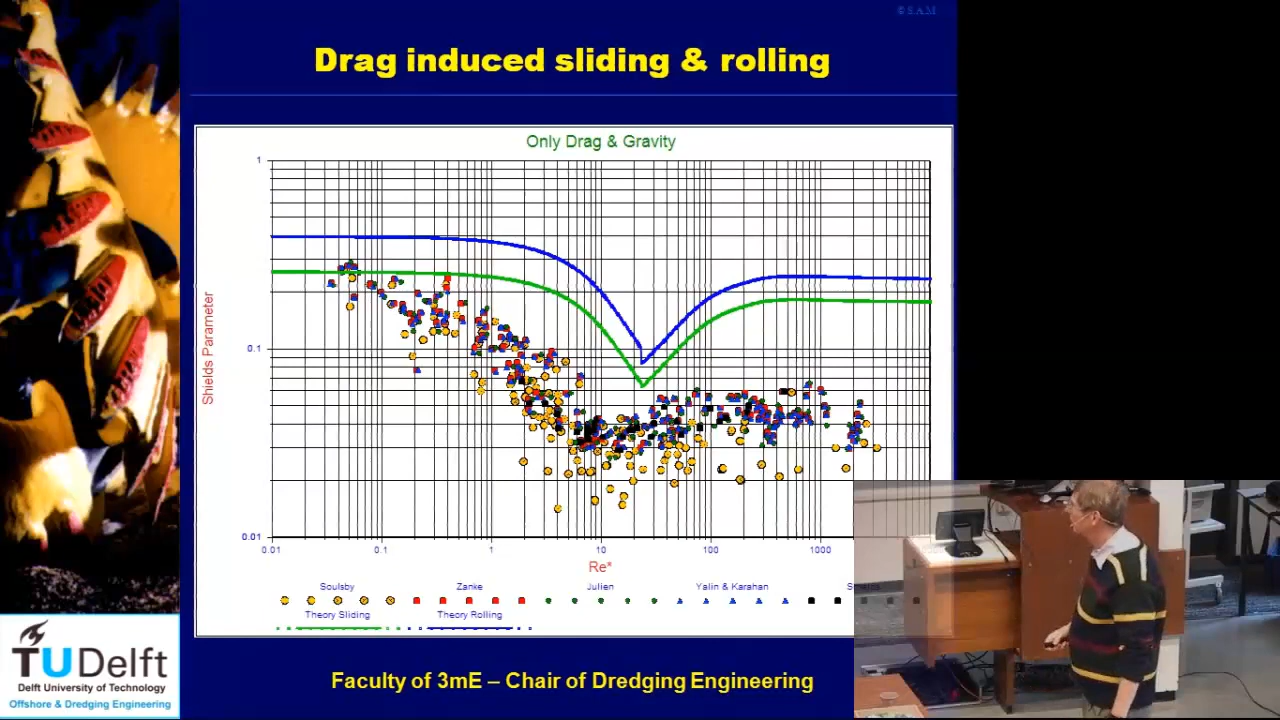 © S.A.M
Drag induced sliding & rolling
Only Drag & Gravity
1
0.1
0.01
Shields Parameter
0.01 0.1 1 10 100 1000
Re*
Soulsby Zanke Julien Yalin & Karahan
Theory Sliding Theory Rolling
TU Delft
Delft University of Technology
Offshore & Dredging Engineering
Faculty of 3mE – Chair of Dredging Engineering